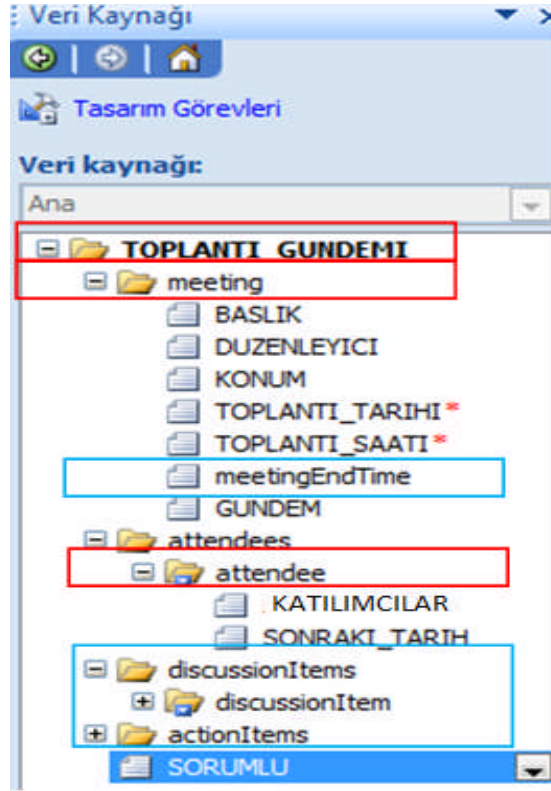 Veri Kaynağı
Tasarım Görevleri
Veri kaynağı:
Ana
TOPLANTI_GUNDEMI
meeting
BASLIK
DUZENLEYICI
KONUM
TOPLANTI_TARIHI *
TOPLANTI_SAATI *
meetingEndTime
GUNDEM
attendees
attendee
KATILIMCILAR
SONRAKI_TARIH
discussionItems
discussionItem
actionItems
SORUMLU